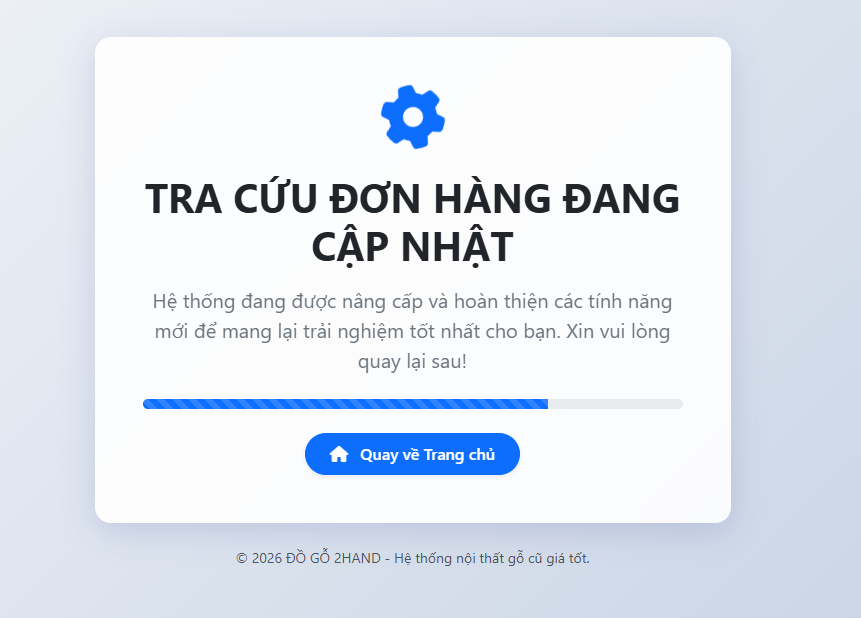 TRA CỨU ĐƠN HÀNG ĐANG
CẬP NHẬT
Hệ thống đang được nâng cấp và hoàn thiện các tính năng
mới để mang lại trải nghiệm tốt nhất cho bạn. Xin vui lòng
quay lại sau!
Quay về Trang chủ
© 2026 ĐỒ GỖ 2HAND - Hệ thống nội thất gỗ cũ giá tốt.